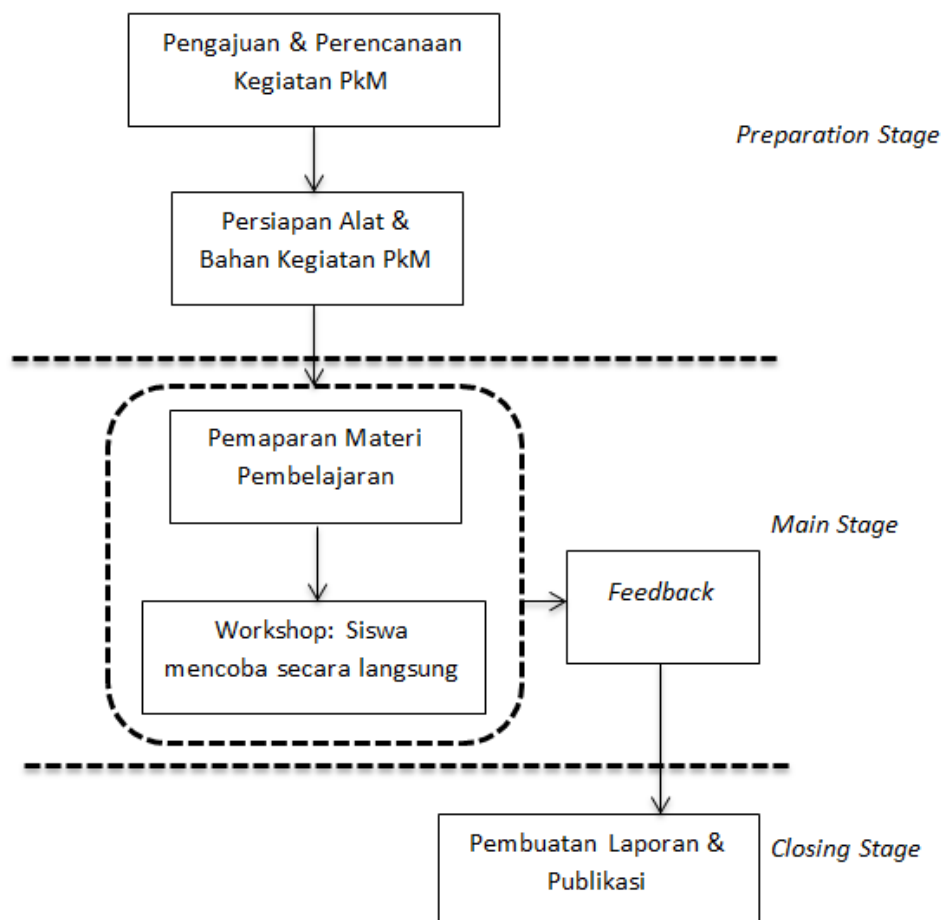 Pengajuan & Perencanaan
Kegiatan PkM
Preparation Stage
Persiapan Alat &
Bahan Kegiatan PkM
Pemaparan Materi
Pembelajaran
Main Stage
Feedback
Workshop: Siswa
mencoba secara langsung
Pembuatan Laporan &
Publikasi
Closing Stage